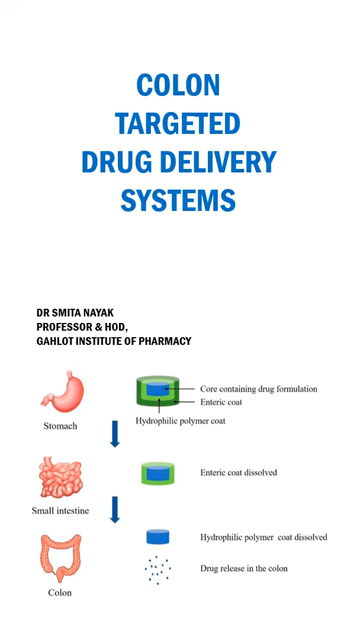 COLON
TARGETED
DRUG DELIVERY
SYSTEMS
DR SMITA NAYAK
PROFESSOR & HOD,
GAHLOT INSTITUTE OF PHARMACY
Core containing drug formulation
Enteric coat
Hydrophilic polymer coat
Stomach
Enteric coat dissolved
Small intestine
Hydrophilic polymer coat dissolved
Drug release in the colon
Colon